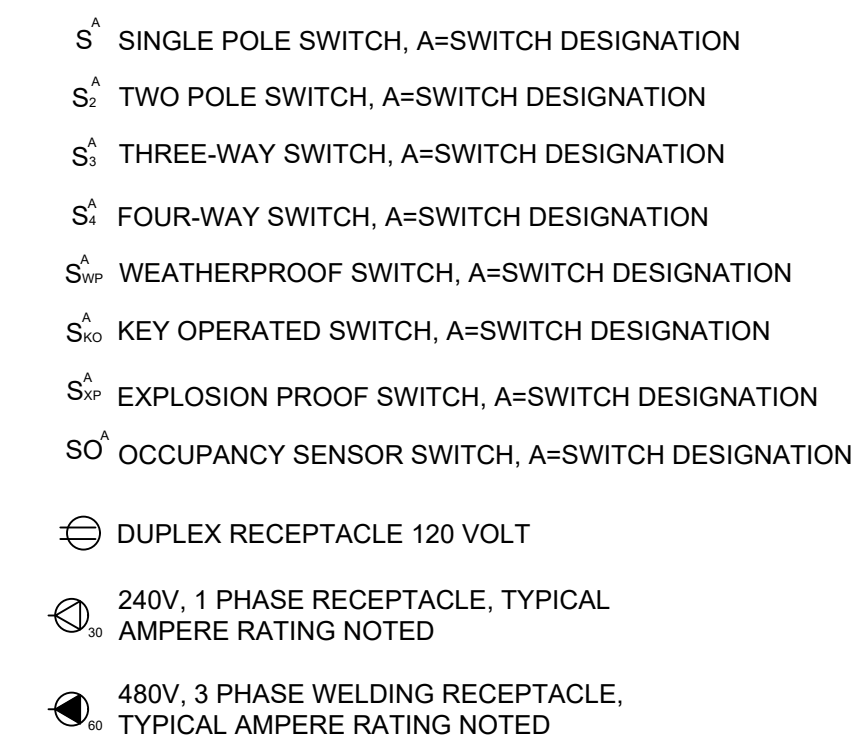 S A SINGLE POLE SWITCH, A=SWITCH DESIGNATION
S2 A TWO POLE SWITCH, A=SWITCH DESIGNATION
S3 A THREE-WAY SWITCH, A=SWITCH DESIGNATION
S4 A FOUR-WAY SWITCH, A=SWITCH DESIGNATION
SWP A WEATHERPROOF SWITCH, A=SWITCH DESIGNATION
SKO A KEY OPERATED SWITCH, A=SWITCH DESIGNATION
SXP A EXPLOSION PROOF SWITCH, A=SWITCH DESIGNATION
SO A OCCUPANCY SENSOR SWITCH, A=SWITCH DESIGNATION
DUPLEX RECEPTACLE 120 VOLT
240V, 1 PHASE RECEPTACLE, TYPICAL
30 AMPERE RATING NOTED
480V, 3 PHASE WELDING RECEPTACLE,
60 TYPICAL AMPERE RATING NOTED